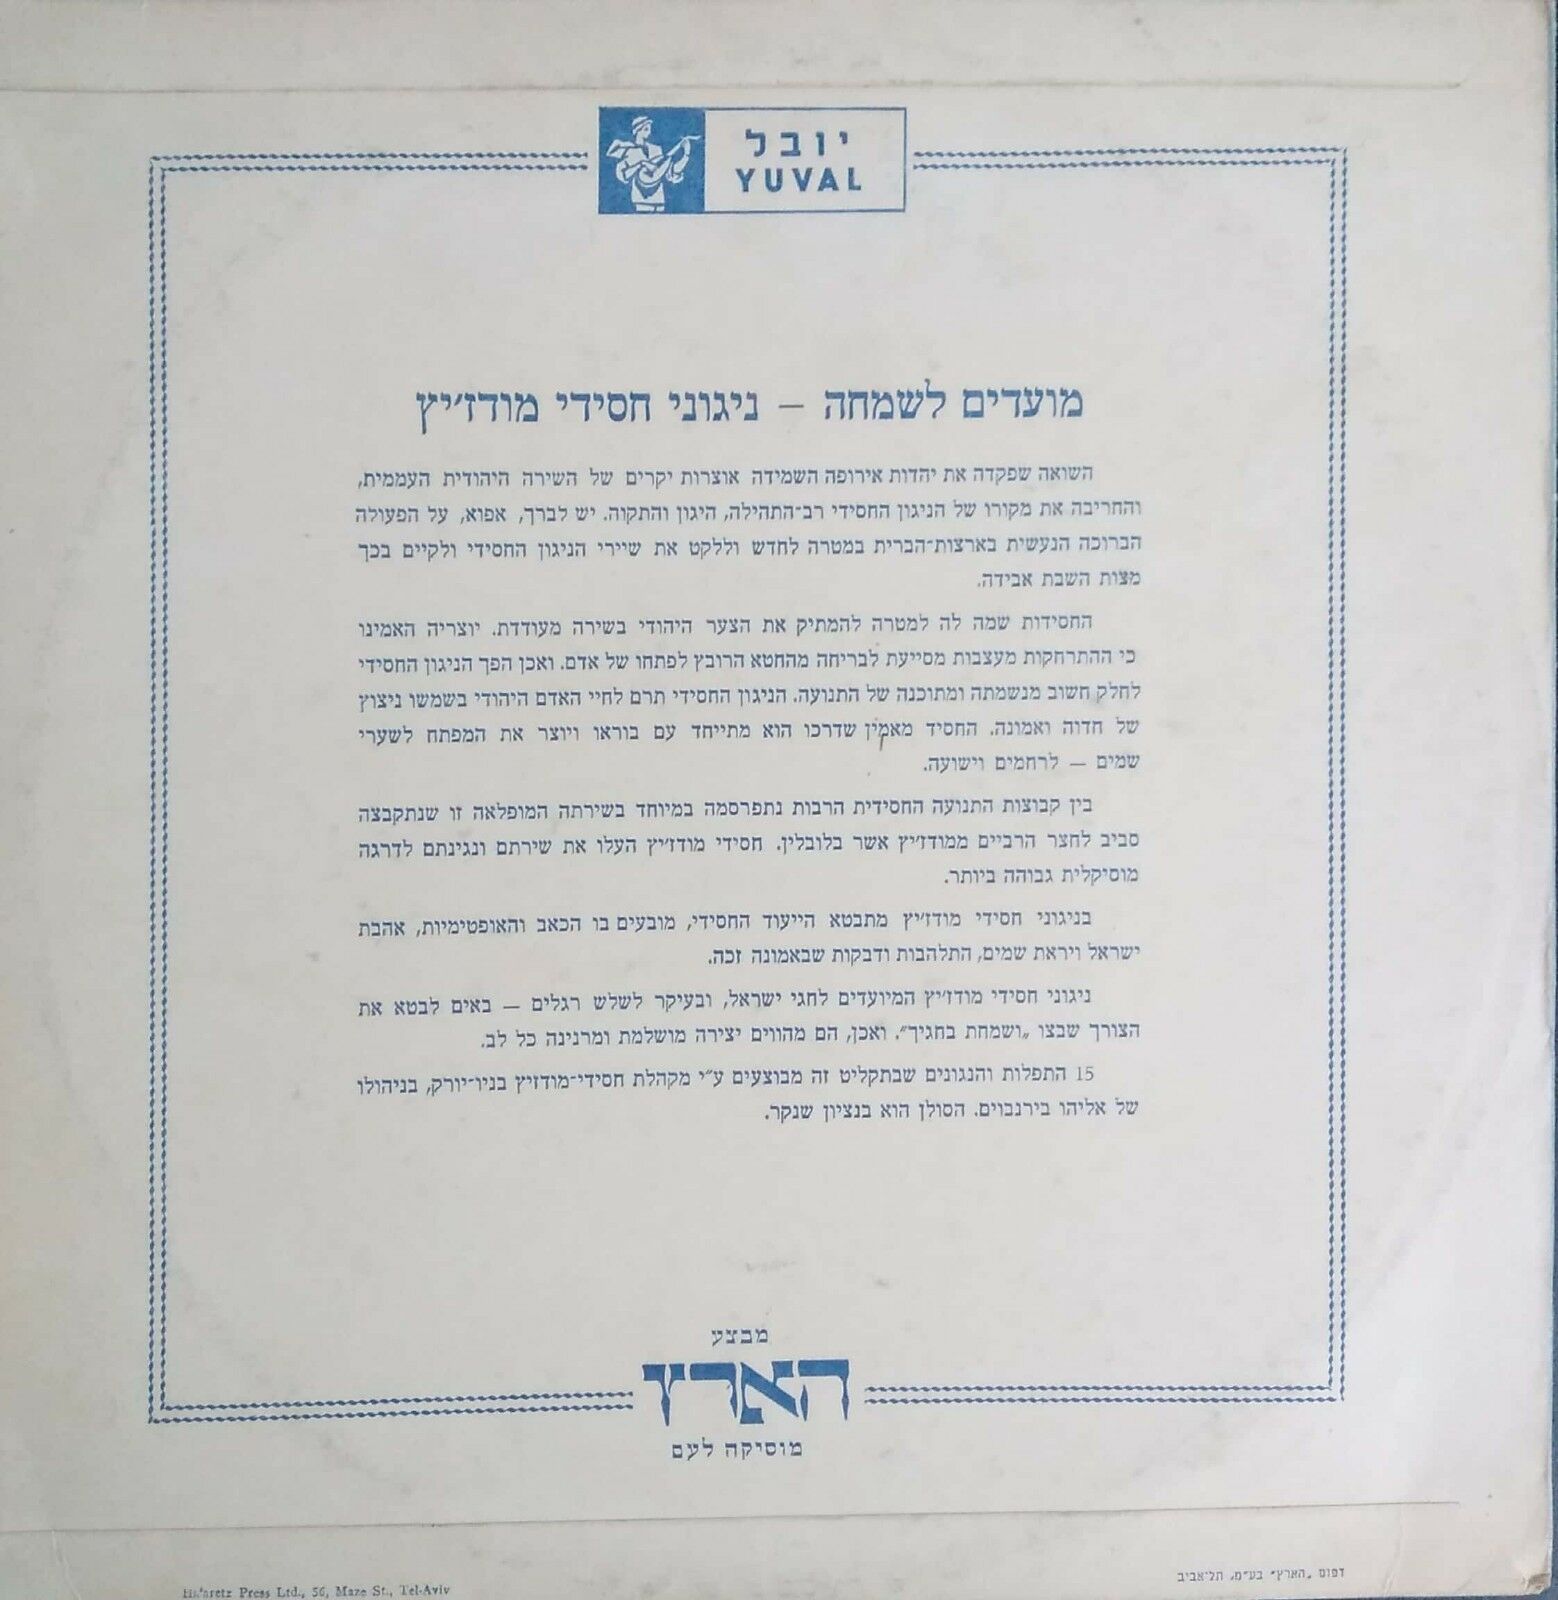 יובל
YUVAL
מועדים לשמחה – ניגוני חסידי מודז׳יץ
השואה שפקדה את יהדות אירופה השמידה אוצרות יקרים של השירה היהודית העממית,
והחריבה את מקורו של הניגון החסידי רב־התהילה, היגון והתקוה. יש לברך, אפוא, על הפעולה
הברוכה הנעשית בארצות־הברית במטרה לחדש וללקט את שיירי הניגון החסידי ולקיים בכך
מצות השבת אבידה.
החסידות שמה לה למטרה להמתיק את הצער היהודי בשירה מעודדת. יוצריה האמינו
כי ההתרחקות מעצבות מסייעת לבריחה מהחטא הרובץ לפתחו של אדם. ואכן הפך הניגון החסידי
לחלק חשוב מנשמתה ומתוכנה של התנועה. הניגון החסידי תרם לחיי האדם היהודי בשמשו ניצוץ
של חדוה ואמונה. החסיד מאמין שדרכו הוא מתייחד עם בוראו ויוצר את המפתח לשערי
שמים — לרחמים וישועה.
בין קבוצות התנועה החסידית הרבות נתפרסמה במיוחד בשירתה המופלאה זו שנתקבצה
סביב לחצר הרביים ממודז׳יץ אשר בלובלין. חסידי מודז׳יץ העלו את שירתם ונגינתם לדרגה
מוסיקלית גבוהה ביותר.
בניגוני חסידי מודז׳יץ מתבטא הייעוד החסידי, מובעים בו הכאב והאופטימיות, אהבת
ישראל ויראת שמים, התלהבות ודבקות שבאמונה זכה.
ניגוני חסידי מודז׳יץ המיועדים לחגי ישראל, ובעיקר לשלש רגלים — באים לבטא את
הצורך שבצו „ושמחת בחגיך״. ואכן, הם מהווים יצירה מושלמת ומרנינה כל לב.
15 התפלות והנגונים שבתקליט זה מבוצעים ע״י מקהלת חסידי־מודזיץ בניו־יורק, בניהולו
של אליהו בירנבוים. הסולן הוא בנציון שנקר.
מבצע
הארץ
מוסיקה לעם
Ha'aretz Press Ltd., 56, Maze St., Tel-Aviv
דפוס „הארץ״ בע״מ, תל־אביב